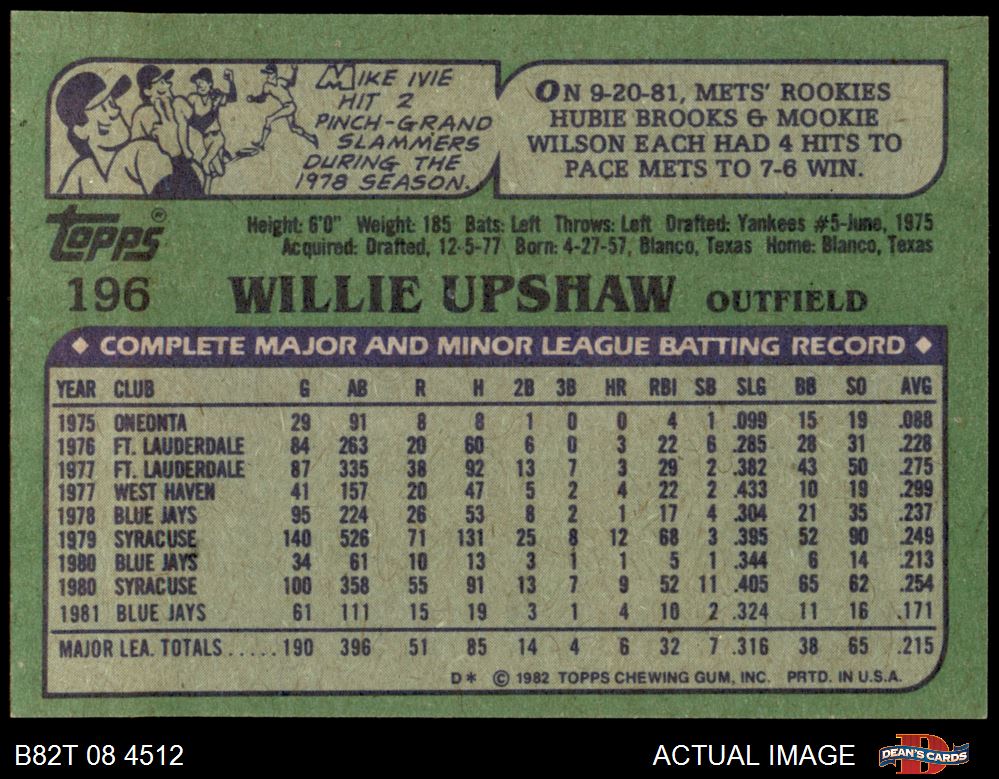 MIKE IVIE
HIT 2
PINCH-GRAND
SLAMMERS
DURING THE
1978 SEASON.
ON 9-20-81, METS' ROOKIES
HUBIE BROOKS & MOOKIE
WILSON EACH HAD 4 HITS TO
PACE METS TO 7-6 WIN.
Topps®
Height: 6'0" Weight: 185 Bats: Left Throws: Left Drafted: Yankees #5-June, 1975
Acquired: Drafted, 12-5-77 Born: 4-27-57, Blanco, Texas Home: Blanco, Texas
196 WILLIE UPSHAW OUTFIELD
◆ COMPLETE MAJOR AND MINOR LEAGUE BATTING RECORD ◆
YEAR CLUB G AB R H 2B 3B HR RBI SB SLG BB SO AVG
1975 ONEONTA 29 91 8 8 1 0 0 4 1 .099 15 19 .088
1976 FT. LAUDERDALE 84 263 20 60 6 0 3 22 6 .285 28 31 .228
1977 FT. LAUDERDALE 87 335 38 92 13 7 3 29 2 .382 43 50 .275
1977 WEST HAVEN 41 157 20 47 5 2 4 22 2 .433 10 19 .299
1978 BLUE JAYS 95 224 26 53 8 2 1 17 4 .304 21 35 .237
1979 SYRACUSE 140 526 71 131 25 8 12 68 3 .395 52 90 .249
1980 BLUE JAYS 34 61 10 13 3 1 1 5 1 .344 6 14 .213
1980 SYRACUSE 100 358 55 91 13 7 9 52 11 .405 65 62 .254
1981 BLUE JAYS 61 111 15 19 3 1 4 10 2 .324 11 16 .171
MAJOR LEA. TOTALS.....190 396 51 85 14 4 6 32 7 .316 38 65 .215
D* © 1982 TOPPS CHEWING GUM, INC. PRTD. IN U.S.A.
B82T 08 4512 ACTUAL IMAGE DEAN'S CARDS